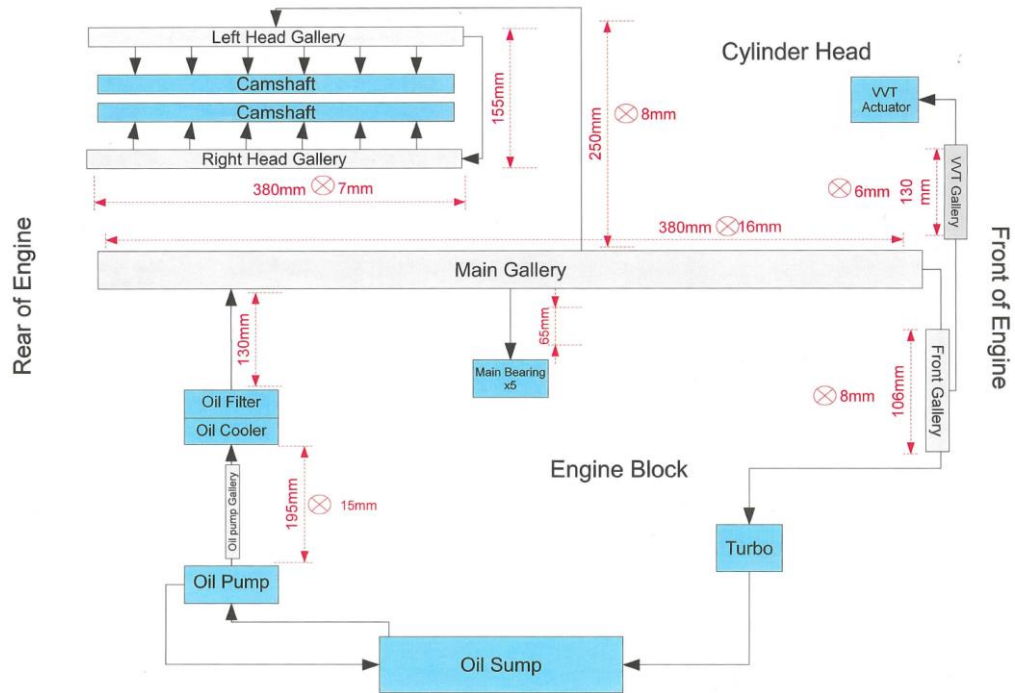 Left Head Gallery
Camshaft
Camshaft
Right Head Gallery
155mm
380mm 7mm
250mm
8mm
Cylinder Head
VVT
Actuator
VVT Gallery
130
mm
6mm
380mm 16mm
Main Gallery
Rear of Engine
Front of Engine
130mm
65mm
Main Bearing
x5
Front Gallery
106mm
8mm
Oil Filter
Oil Cooler
Oil pump Gallery
195mm
15mm
Engine Block
Oil Pump
Turbo
Oil Sump